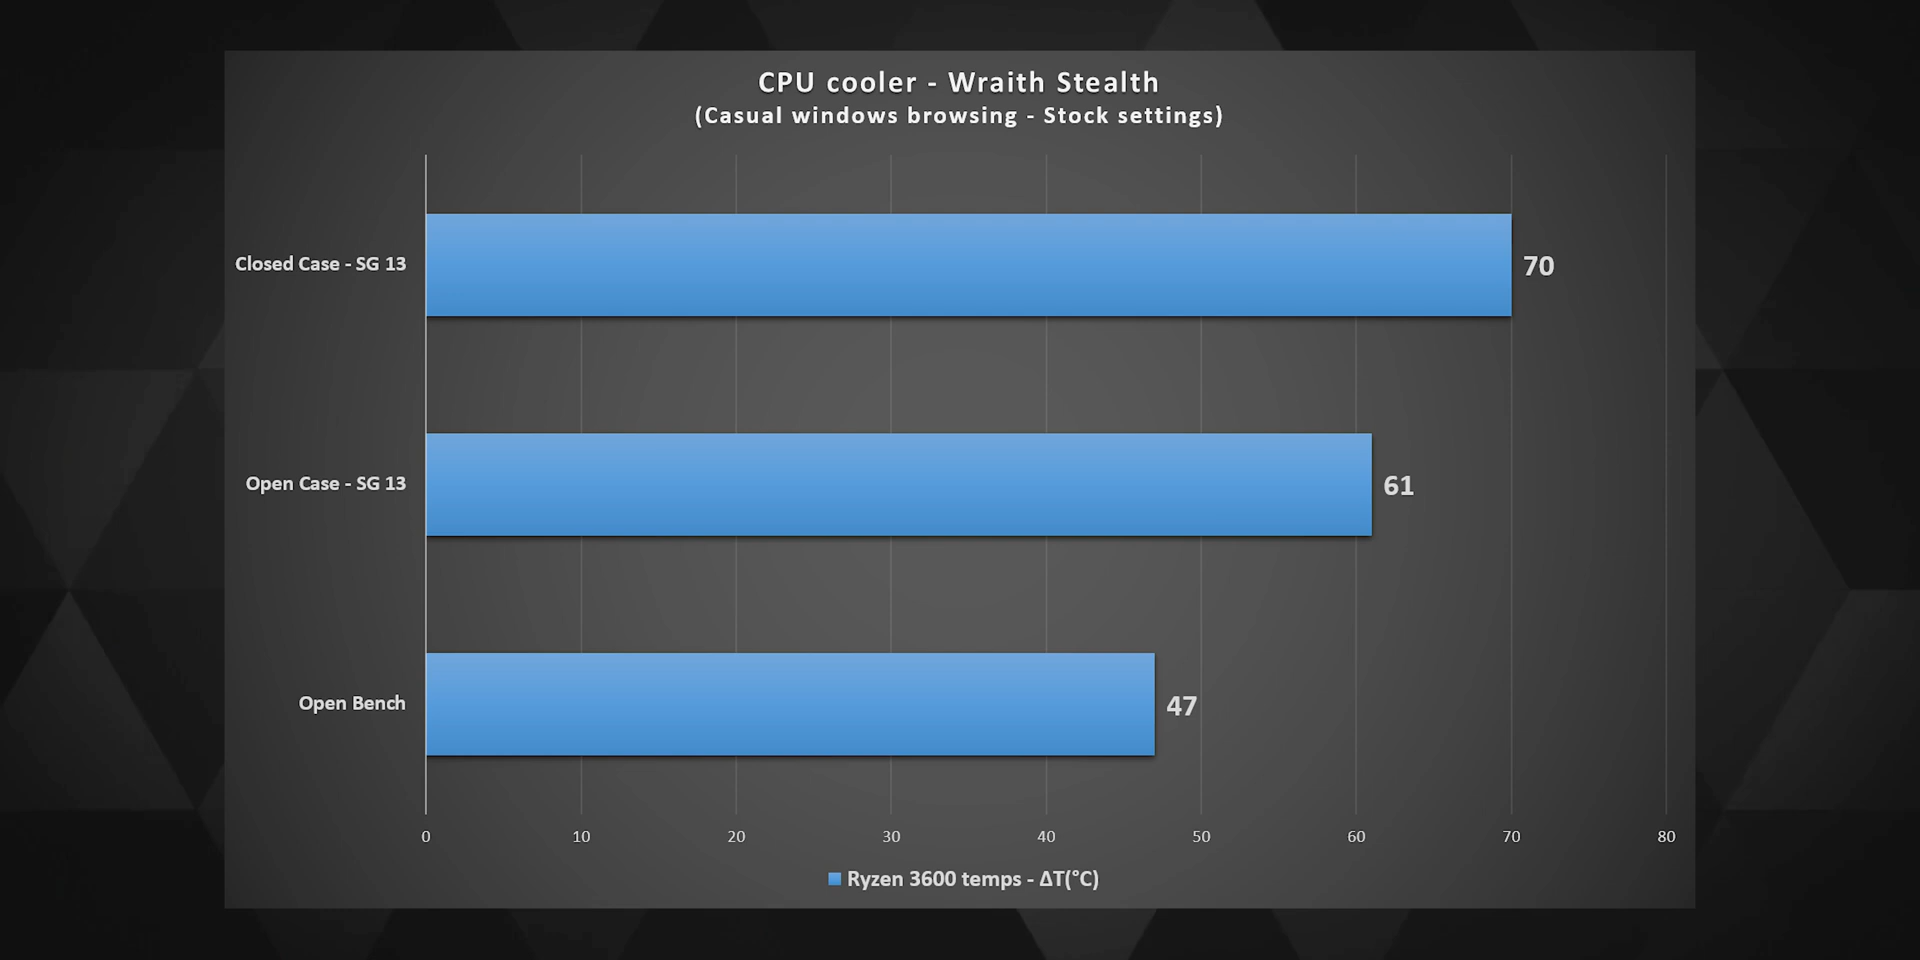 CPU cooler - Wraith Stealth
(Casual windows browsing - Stock settings)
Closed Case - SG 13
70
Open Case - SG 13
61
Open Bench
47
0 10 20 30 40 50 60 70 80
Ryzen 3600 temps - ΔT(°C)